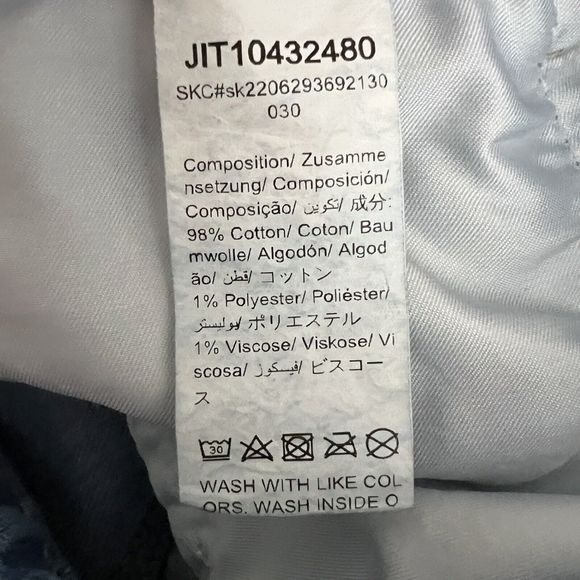 JIT10432480
SKC#sk2206293692130
030
Composition/ Zusamme
nsetzung/ Composición/
Composição/ تكوين/ 成分:
98% Cotton/ Coton/ Bau
mwolle/ Algodón/ Algod
ão/ قطن/ コットン
1% Polyester/ Poliéster/
بوليستر/ ポリエステル
1% Viscose/ Viskose/ Vi
scosa/ فيسكوز/ ビスコー
ス
30
WASH WITH LIKE COL
ORS. WASH INSIDE O